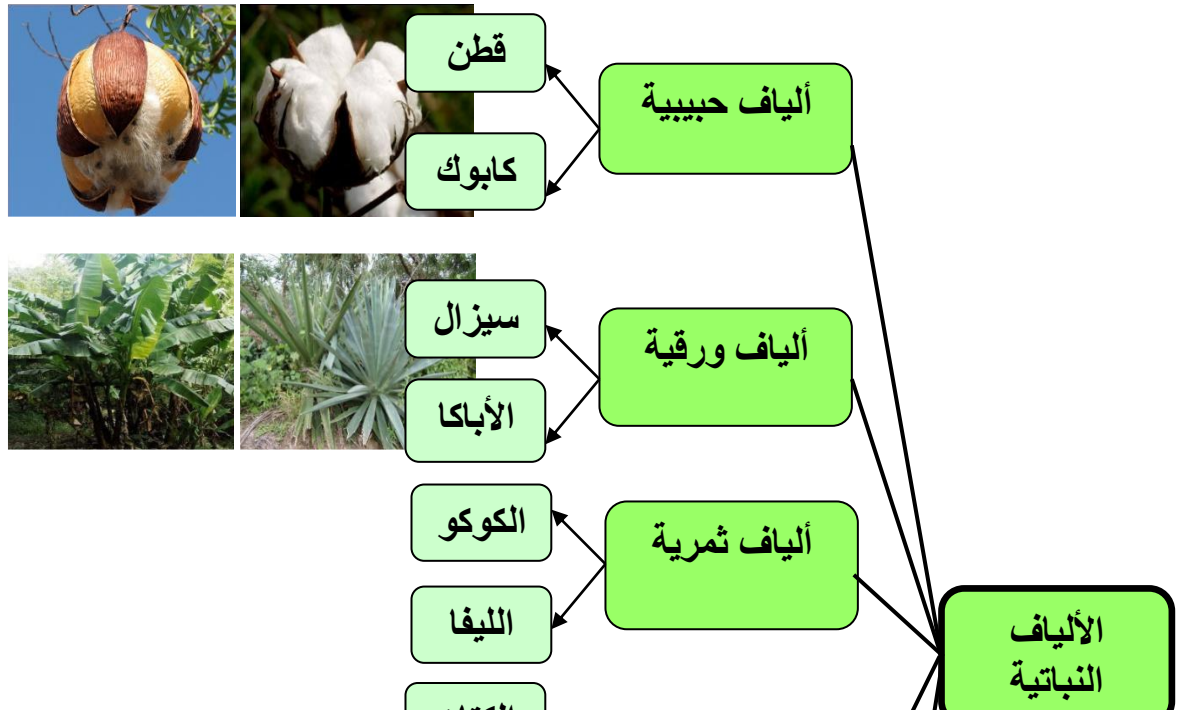 قطن
ألياف حبيبية
كابوك
سيزال
ألياف ورقية
الأباكا
الكوكو
ألياف ثمرية
الليفا
الألياف
النباتية